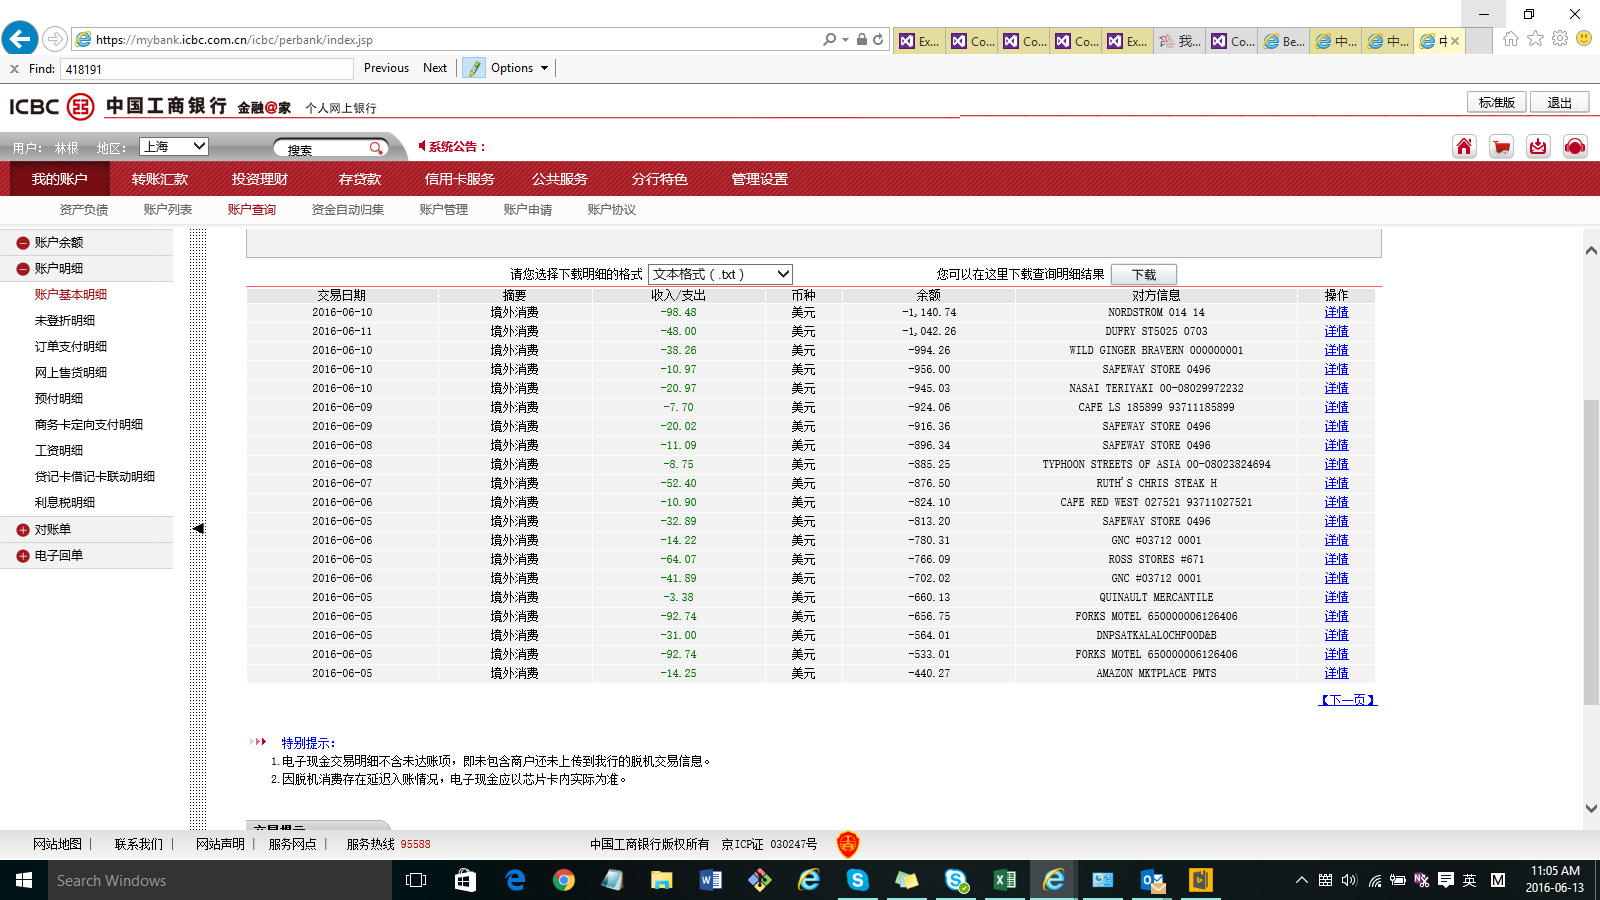 https://mybank.icbc.com.cn/icbc/perbank/index.jsp
Ex... Co... Co... Co... Ex... 我... Co... Be... 中... 中... 中
Find: 418191 Previous Next Options
ICBC 中国工商银行 金融@家 个人网上银行
标准版 退出
用户: 林根 地区: 上海 搜索 系统公告:
我的账户 转账汇款 投资理财 存贷款 信用卡服务 公共服务 分行特色 管理设置
资产负债 账户列表 账户查询 资金自动归集 账户管理 账户申请 账户协议
账户余额
账户明细
账户基本明细
未登折明细
订单支付明细
网上售货明细
预付明细
商务卡定向支付明细
工资明细
贷记卡借记卡联动明细
利息税明细
对账单
电子回单
请您选择下载明细的格式 文本格式 ( .txt ) 您可以在这里下载查询明细结果 下载
交易日期 摘要 收入/支出 币种 余额 对方信息 操作
2016-06-10 境外消费 -98.48 美元 -1,140.74 NORDSTROM 014 14 详情
2016-06-11 境外消费 -48.00 美元 -1,042.26 DUFRY ST5025 0703 详情
2016-06-10 境外消费 -38.26 美元 -994.26 WILD GINGER BRAVERN 000000001 详情
2016-06-10 境外消费 -10.97 美元 -956.00 SAFEWAY STORE 0496 详情
2016-06-10 境外消费 -20.97 美元 -945.03 NASAI TERIYAKI 00-08029972232 详情
2016-06-09 境外消费 -7.70 美元 -924.06 CAFE LS 185899 93711185899 详情
2016-06-09 境外消费 -20.02 美元 -916.36 SAFEWAY STORE 0496 详情
2016-06-08 境外消费 -11.09 美元 -896.34 SAFEWAY STORE 0496 详情
2016-06-08 境外消费 -8.75 美元 -885.25 TYPHOON STREETS OF ASIA 00-08023824694 详情
2016-06-07 境外消费 -52.40 美元 -876.50 RUTH'S CHRIS STEAK H 详情
2016-06-06 境外消费 -10.90 美元 -824.10 CAFE RED WEST 027521 93711027521 详情
2016-06-05 境外消费 -32.89 美元 -813.20 SAFEWAY STORE 0496 详情
2016-06-06 境外消费 -14.22 美元 -780.31 GNC #03712 0001 详情
2016-06-05 境外消费 -64.07 美元 -766.09 ROSS STORES #671 详情
2016-06-06 境外消费 -41.89 美元 -702.02 GNC #03712 0001 详情
2016-06-05 境外消费 -3.38 美元 -660.13 QUINAULT MERCANTILE 详情
2016-06-05 境外消费 -92.74 美元 -656.75 FORKS MOTEL 650000006126406 详情
2016-06-05 境外消费 -31.00 美元 -564.01 DNPSATKALALOCHFOOD&B 详情
2016-06-05 境外消费 -92.74 美元 -533.01 FORKS MOTEL 650000006126406 详情
2016-06-05 境外消费 -14.25 美元 -440.27 AMAZON MKTPLACE PMTS 详情
【下一页】
特别提示:
1.电子现金交易明细不含未达账项，即未包含商户还未上传到我行的脱机交易信息。
2.因脱机消费存在延迟入账情况，电子现金应以芯片卡内实际为准。
交易提示
网站地图 | 联系我们 | 网站声明 | 服务网点 | 服务热线 95588 中国工商银行版权所有 京ICP证 030247号
Search Windows 英 M 11:05 AM
2016-06-13